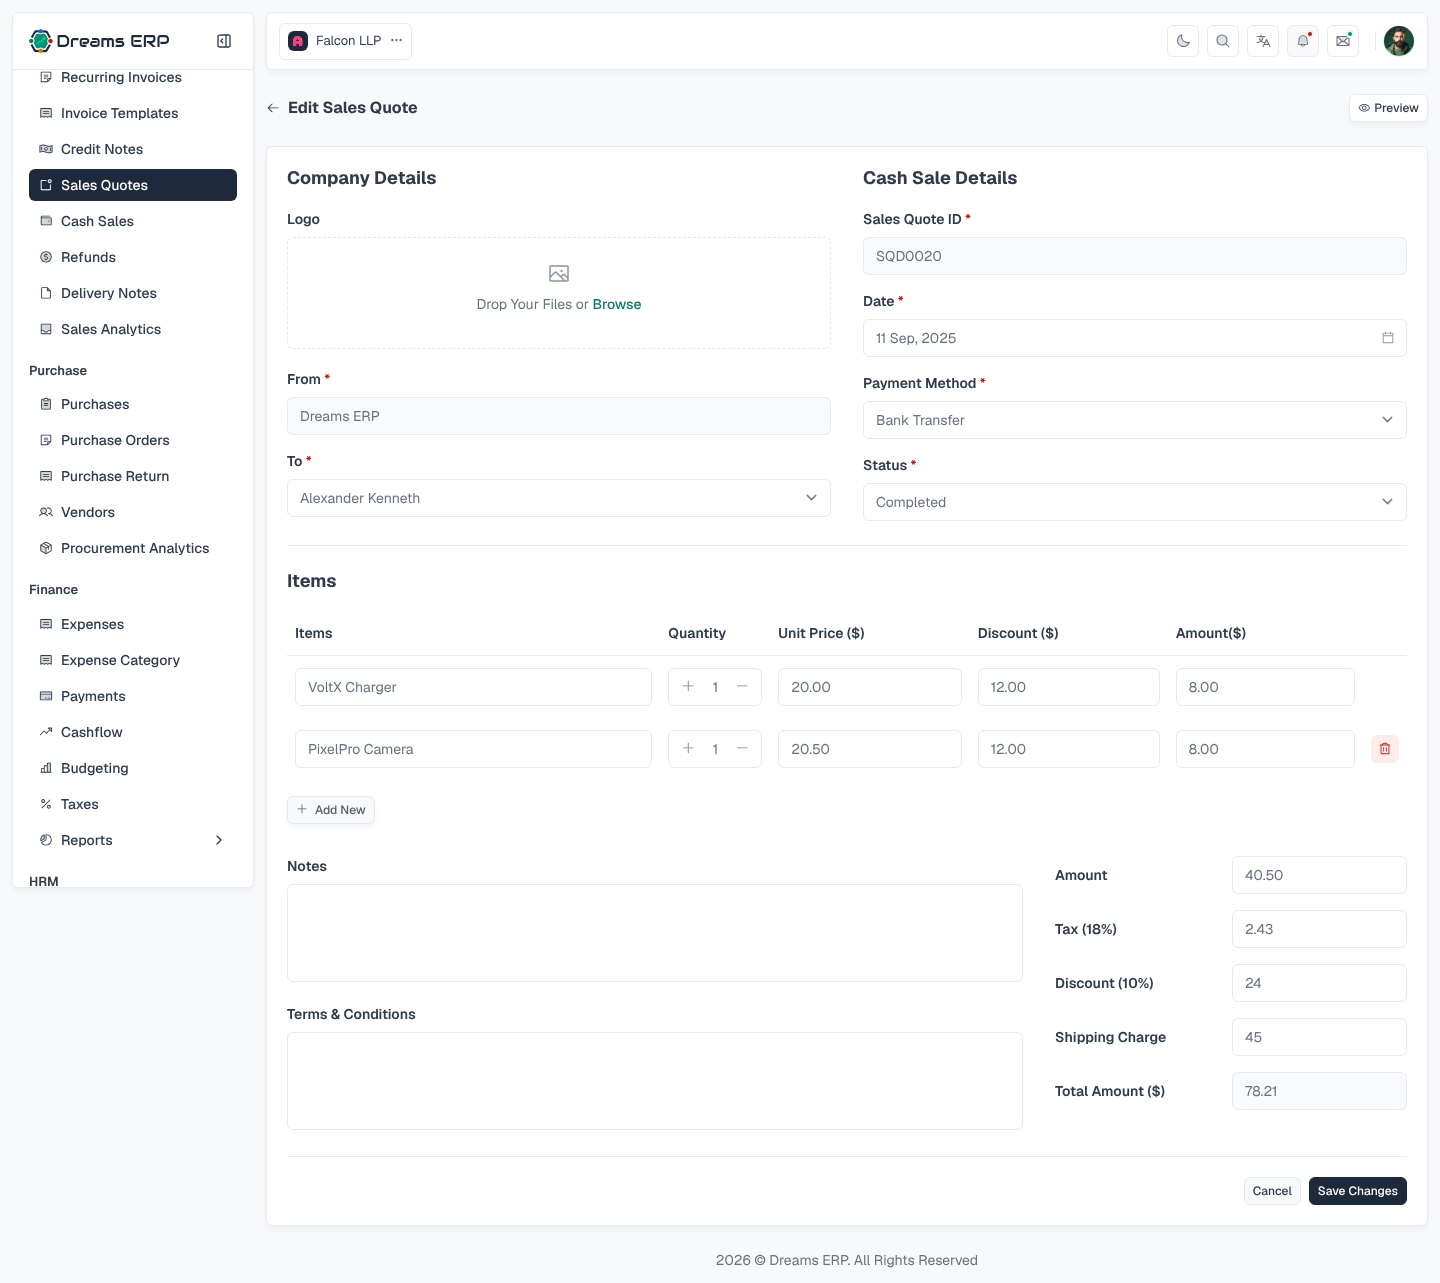 Dreams ERP
Recurring Invoices
Invoice Templates
Credit Notes
Sales Quotes
Cash Sales
Refunds
Delivery Notes
Sales Analytics
Purchase
Purchases
Purchase Orders
Purchase Return
Vendors
Procurement Analytics
Finance
Expenses
Expense Category
Payments
Cashflow
Budgeting
Taxes
Reports
HRM
Falcon LLP
Edit Sales Quote
Preview
Company Details
Logo
Drop Your Files or Browse
From *
Dreams ERP
To *
Alexander Kenneth
Cash Sale Details
Sales Quote ID *
SQD0020
Date *
11 Sep, 2025
Payment Method *
Bank Transfer
Status *
Completed
Items
Items Quantity Unit Price ($) Discount ($) Amount($)
VoltX Charger 1 20.00 12.00 8.00
PixelPro Camera 1 20.50 12.00 8.00
Add New
Notes
Terms & Conditions
Amount 40.50
Tax (18%) 2.43
Discount (10%) 24
Shipping Charge 45
Total Amount ($) 78.21
Cancel Save Changes
2026 © Dreams ERP. All Rights Reserved